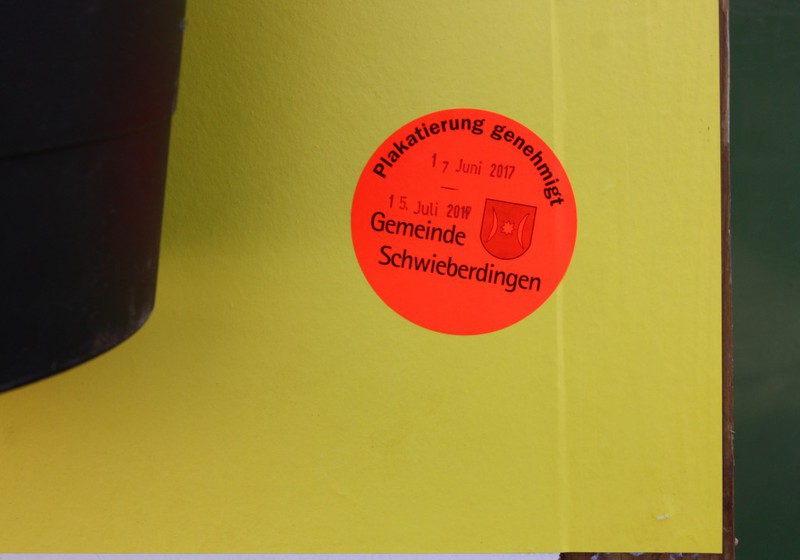 Plakatierung genehmigt
17 Juni 2017
—
15. Juli 2017
Gemeinde
Schwieberdingen